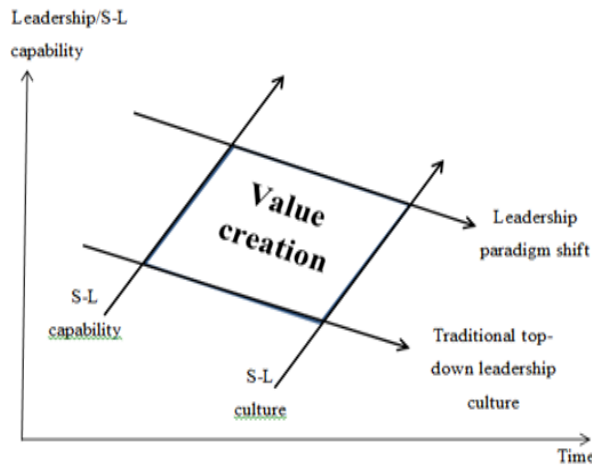 Leadership/S-L
capability
Value
creation
Leadership
paradigm shift
S-L
capability
Traditional top-
down leadership
culture
S-L
culture
Time